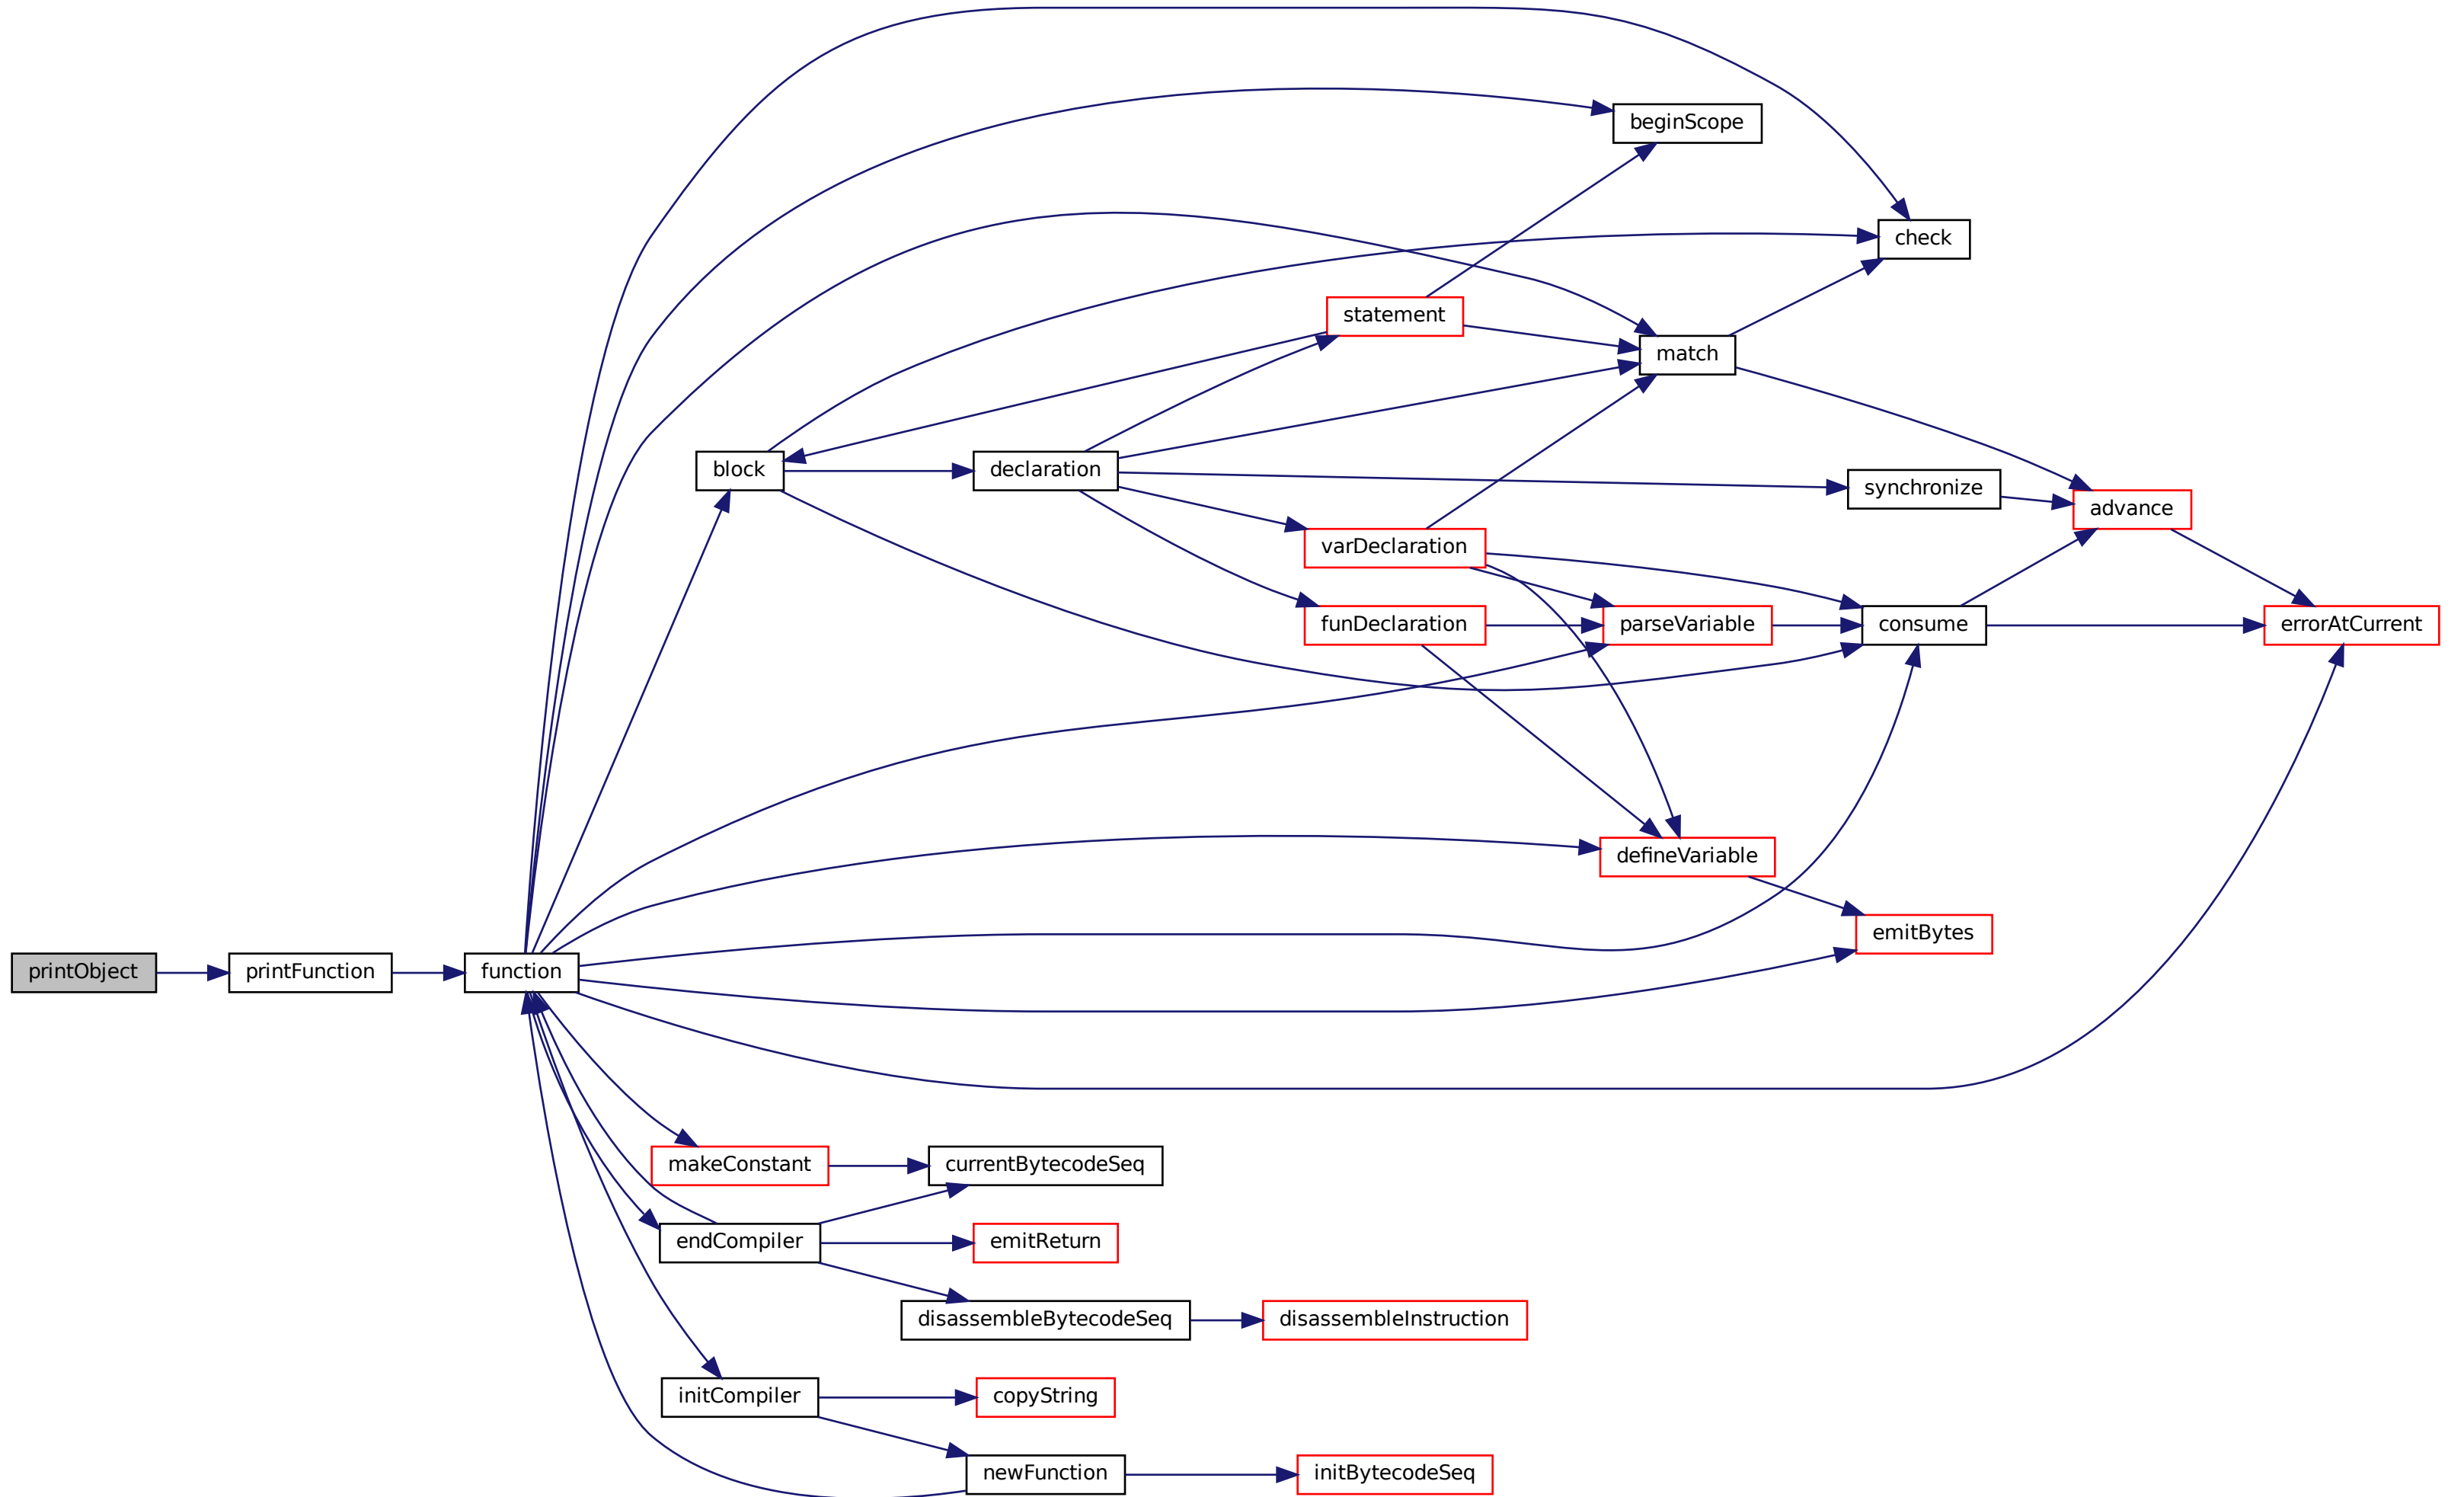 beginScope
check
statement
match
block
declaration
synchronize
advance
varDeclaration
funDeclaration
parseVariable
consume
errorAtCurrent
defineVariable
emitBytes
printObject
printFunction
function
makeConstant
currentBytecodeSeq
endCompiler
emitReturn
disassembleBytecodeSeq
disassembleInstruction
initCompiler
copyString
newFunction
initBytecodeSeq